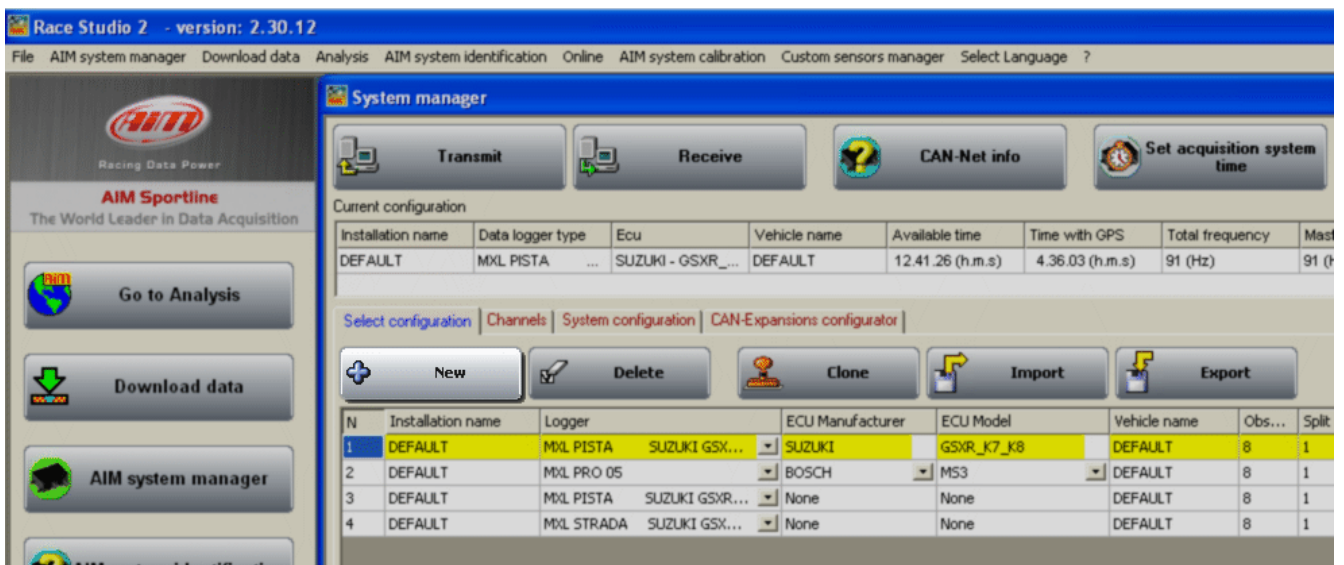 Race Studio 2 - version: 2.30.12
File AIM system manager Download data Analysis AIM system identification Online AIM system calibration Custom sensors manager Select Language ?
System manager
AiM
Racing Data Power
AIM Sportline
The World Leader in Data Acquisition
Go to Analysis
Download data
AIM system manager
Transmit Receive CAN-Net info Set acquisition system
time
Current configuration
Installation name Data logger type Ecu Vehicle name Available time Time with GPS Total frequency
DEFAULT MXL PISTA ... SUZUKI - GSXR_... DEFAULT 12.41.26 (h.m.s) 4.36.03 (h.m.s) 91 (Hz) 91
Select configuration Channels System configuration CAN-Expansions configurator
New Delete Clone Import Export
N Installation name Logger ECU Manufacturer ECU Model Vehicle name Obs... Split
1 DEFAULT MXL PISTA SUZUKI GSX... SUZUKI GSXR_K7_K8 DEFAULT 8 1
2 DEFAULT MXL PRO 05 BOSCH MS3 DEFAULT 8 1
3 DEFAULT MXL PISTA SUZUKI GSXR... None None DEFAULT 8 1
4 DEFAULT MXL STRADA SUZUKI GSX... None None DEFAULT 8 1